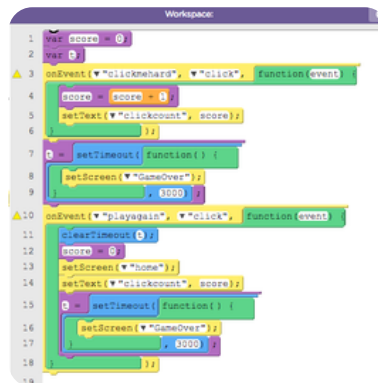 Workspace:
1 var score = 0;
2 var t;
3 onEvent(▼"clickmehard", ▼"click", function(event) {
4 score = score + 1;
5 setText(▼"clickcount", score);
6 } );
7 t = setTimeout( function( ) {
8 setScreen(▼"GameOver");
9 } , 3000) ;
10 onEvent(▼"playagain", ▼"click", function(event) {
11 clearTimeout(t);
12 score = 0;
13 setScreen(▼"home");
14 setText(▼"clickcount", score);
15 t = setTimeout( function( ) {
16 setScreen(▼"GameOver");
17 } , 3000) ;
18 } );
19